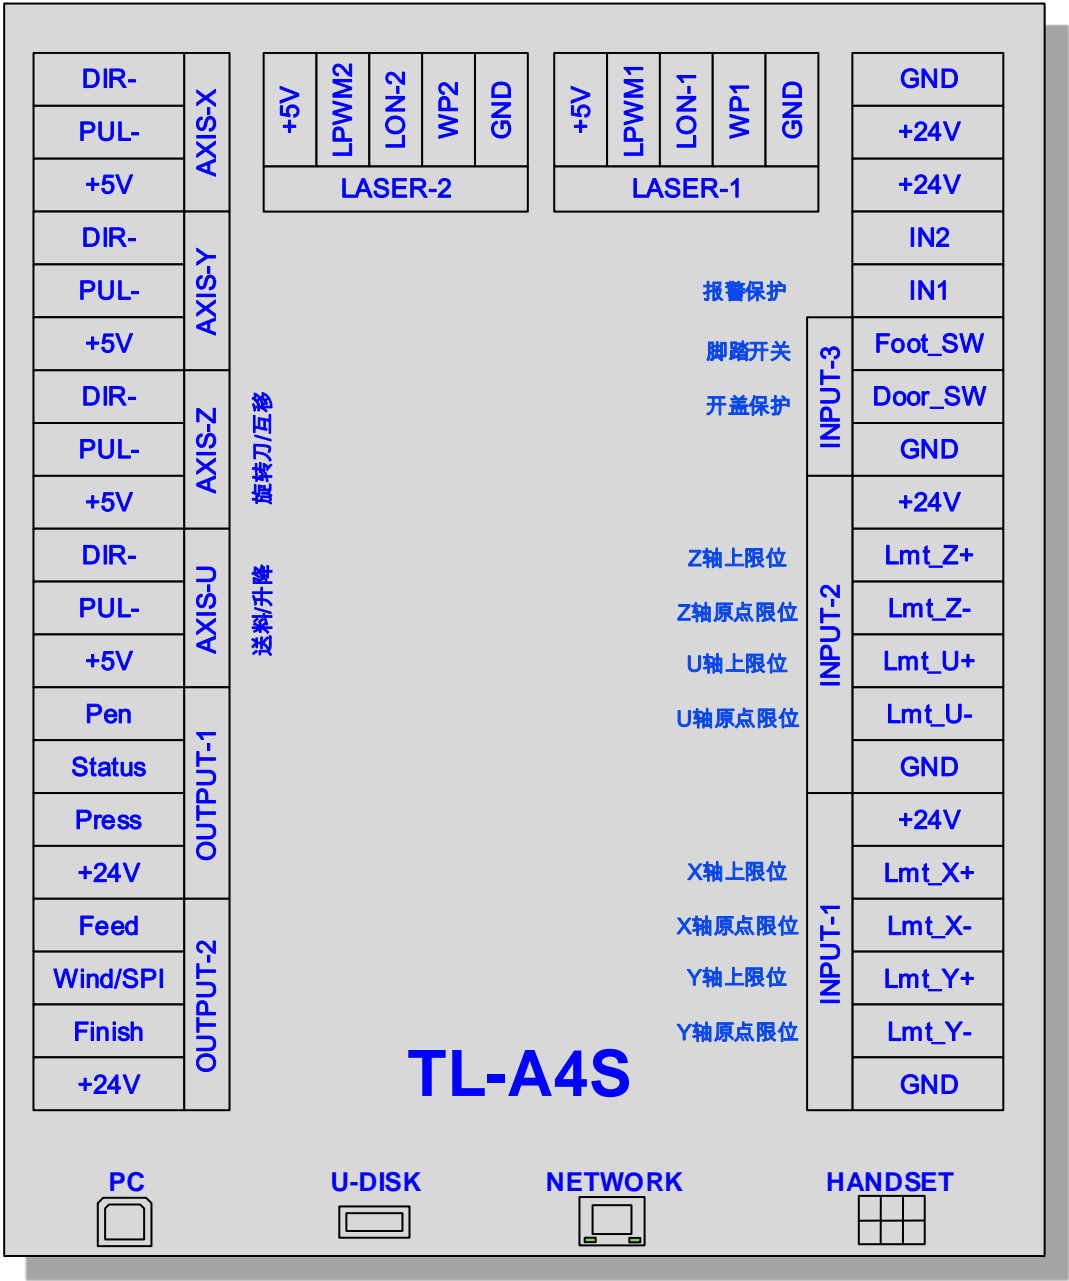 DIR-
PUL-
+5V
AXIS-X
DIR-
PUL-
+5V
AXIS-Y
DIR-
PUL-
+5V
AXIS-Z
旋转刀/互移
DIR-
PUL-
+5V
AXIS-U
送料/升降
Pen
Status
Press
+24V
OUTPUT-1
Feed
Wind/SPI
Finish
+24V
OUTPUT-2
+5V
LPWM2
LON-2
WP2
GND
LASER-2
+5V
LPWM1
LON-1
WP1
GND
LASER-1
GND
+24V
+24V
IN2
报警保护
IN1
脚踏开关
Foot_SW
开盖保护
Door_SW
GND
INPUT-3
+24V
Z轴上限位
Lmt_Z+
Z轴原点限位
Lmt_Z-
U轴上限位
Lmt_U+
U轴原点限位
Lmt_U-
GND
INPUT-2
+24V
X轴上限位
Lmt_X+
X轴原点限位
Lmt_X-
Y轴上限位
Lmt_Y+
Y轴原点限位
Lmt_Y-
GND
INPUT-1
TL-A4S
PC
U-DISK
NETWORK
HANDSET